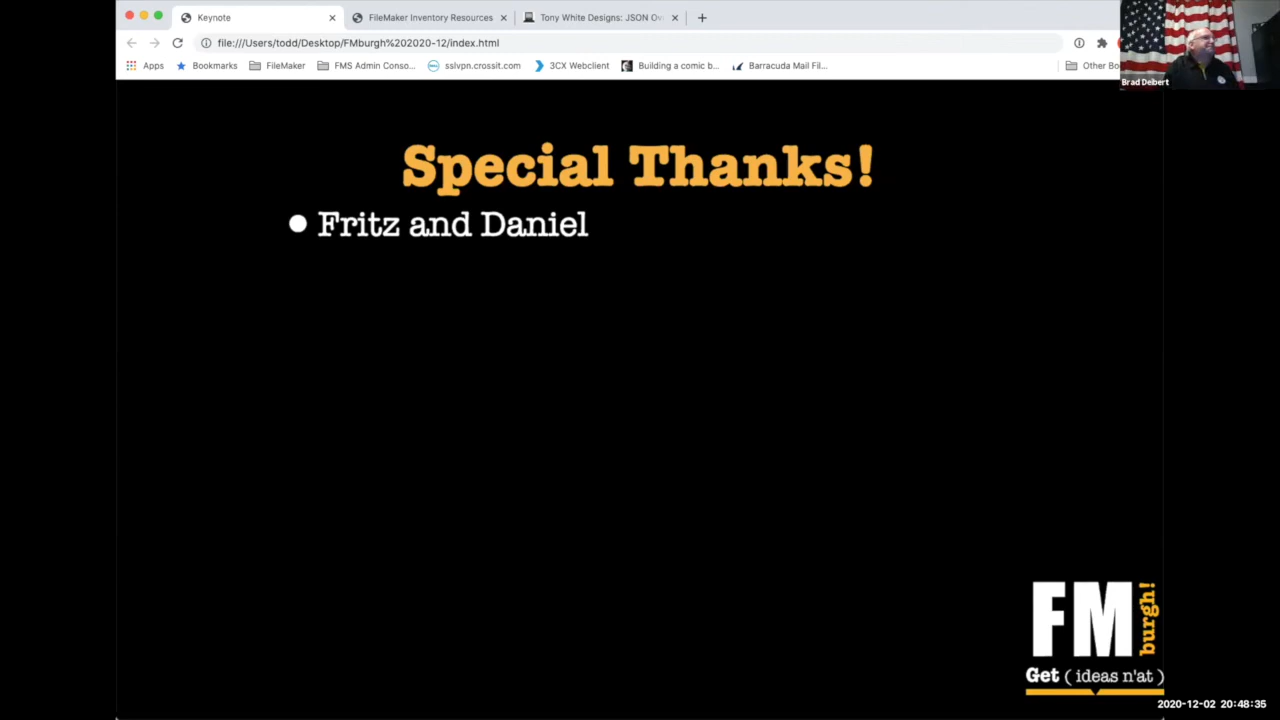 Keynote
FileMaker Inventory Resources
Tony White Designs: JSON Ov
file:///Users/todd/Desktop/FMburgh%202020-12/index.html
Apps
Bookmarks
FileMaker
FMS Admin Conso...
sslvpn.crossit.com
3CX Webclient
Building a comic b...
Barracuda Mail Fil...
Other Bo
Brad Deibert
Special Thanks!
Fritz and Daniel
FM
burgh!
Get ( ideas n'at )
2020-12-02 20:48:35